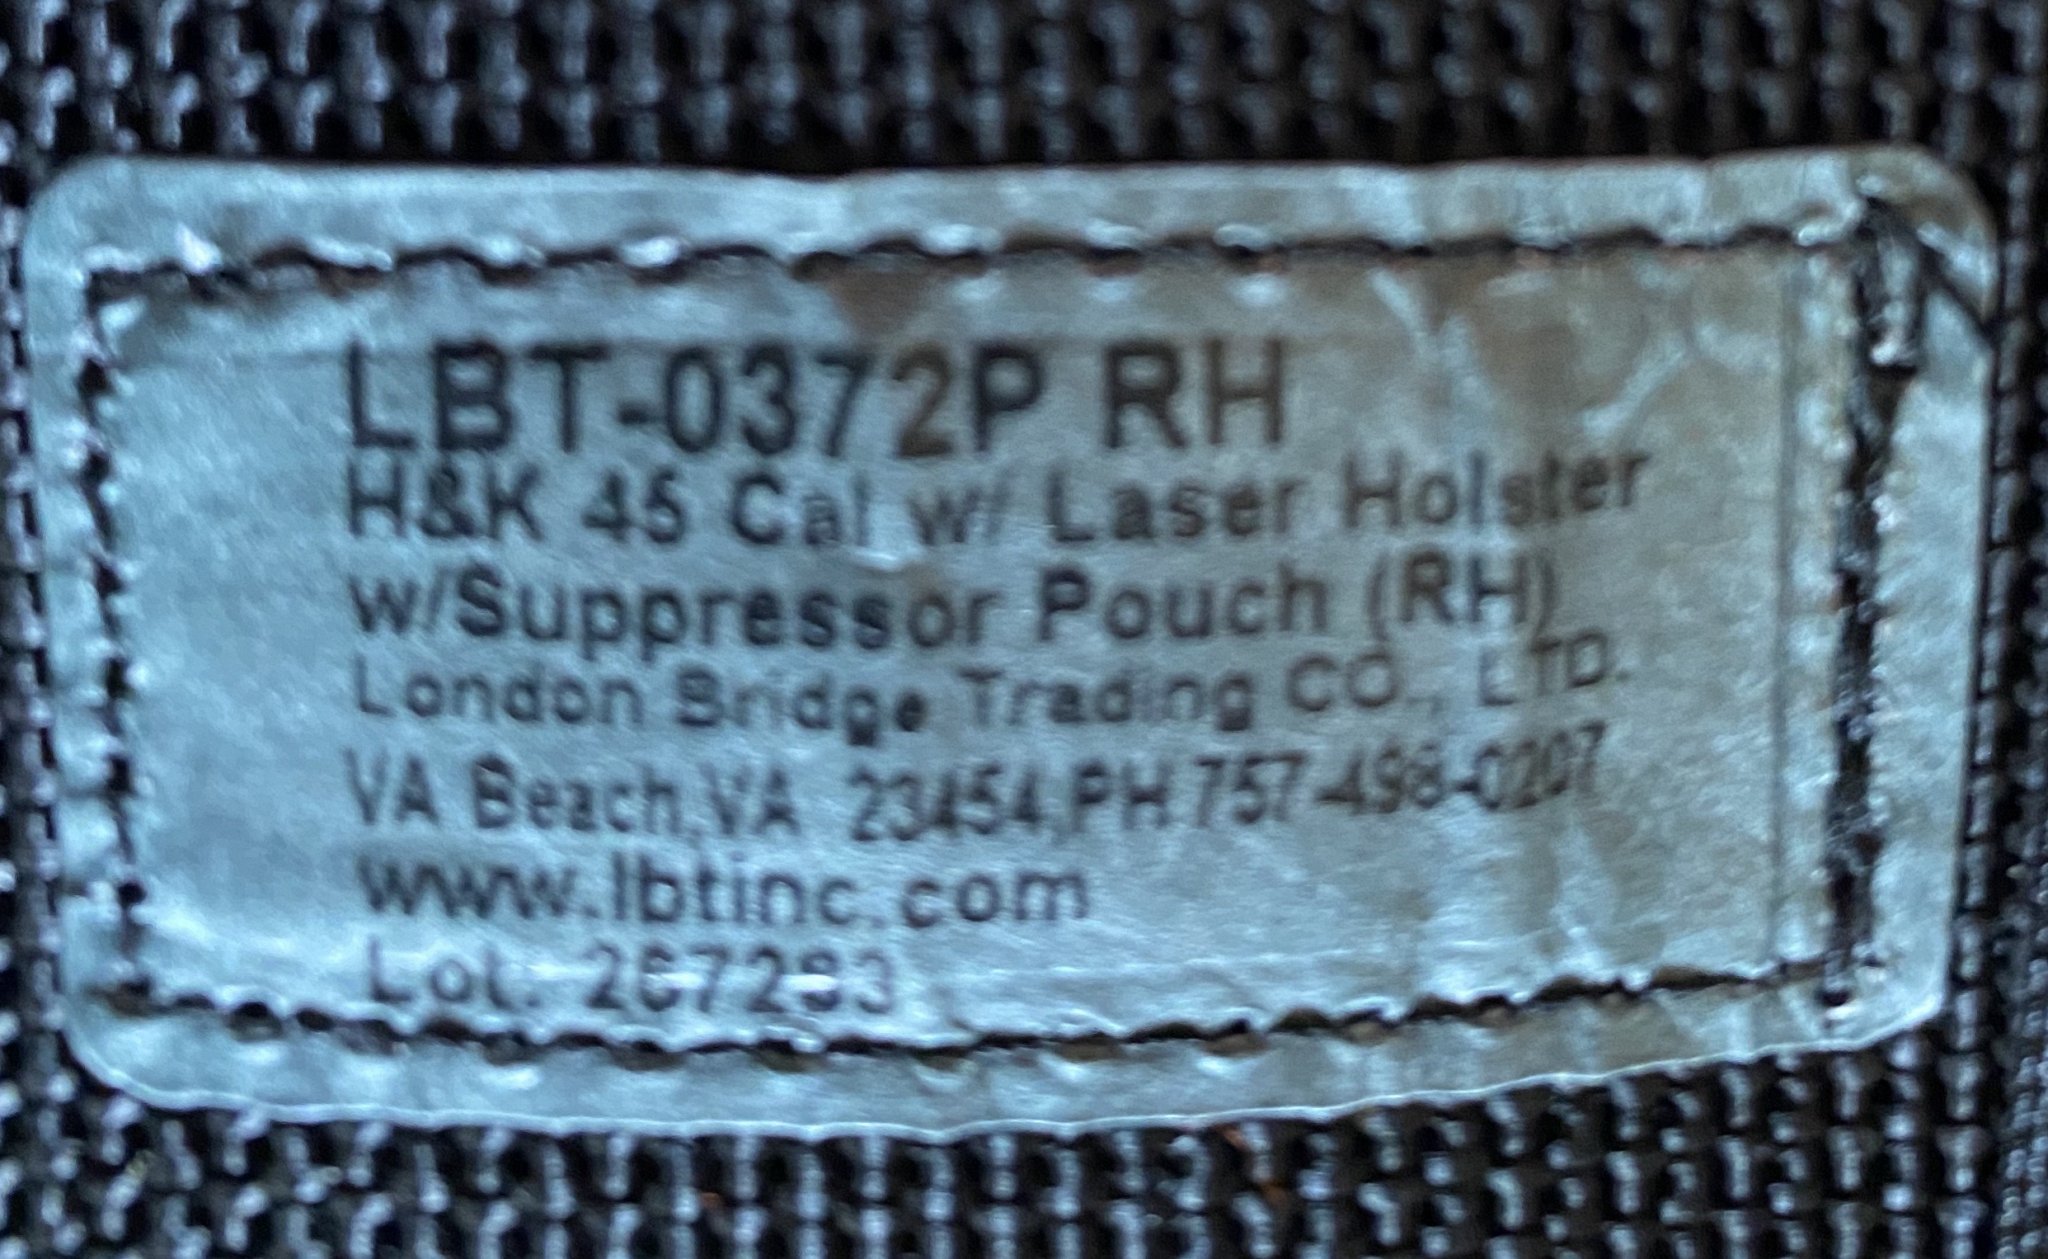 LBT-0372P RH
H&K 45 Cal w/ Laser Holster
w/Suppressor Pouch (RH)
London Bridge Trading CO., LTD.
VA Beach,VA 23454,PH 757-498-0207
www.lbtinc.com
Lot.